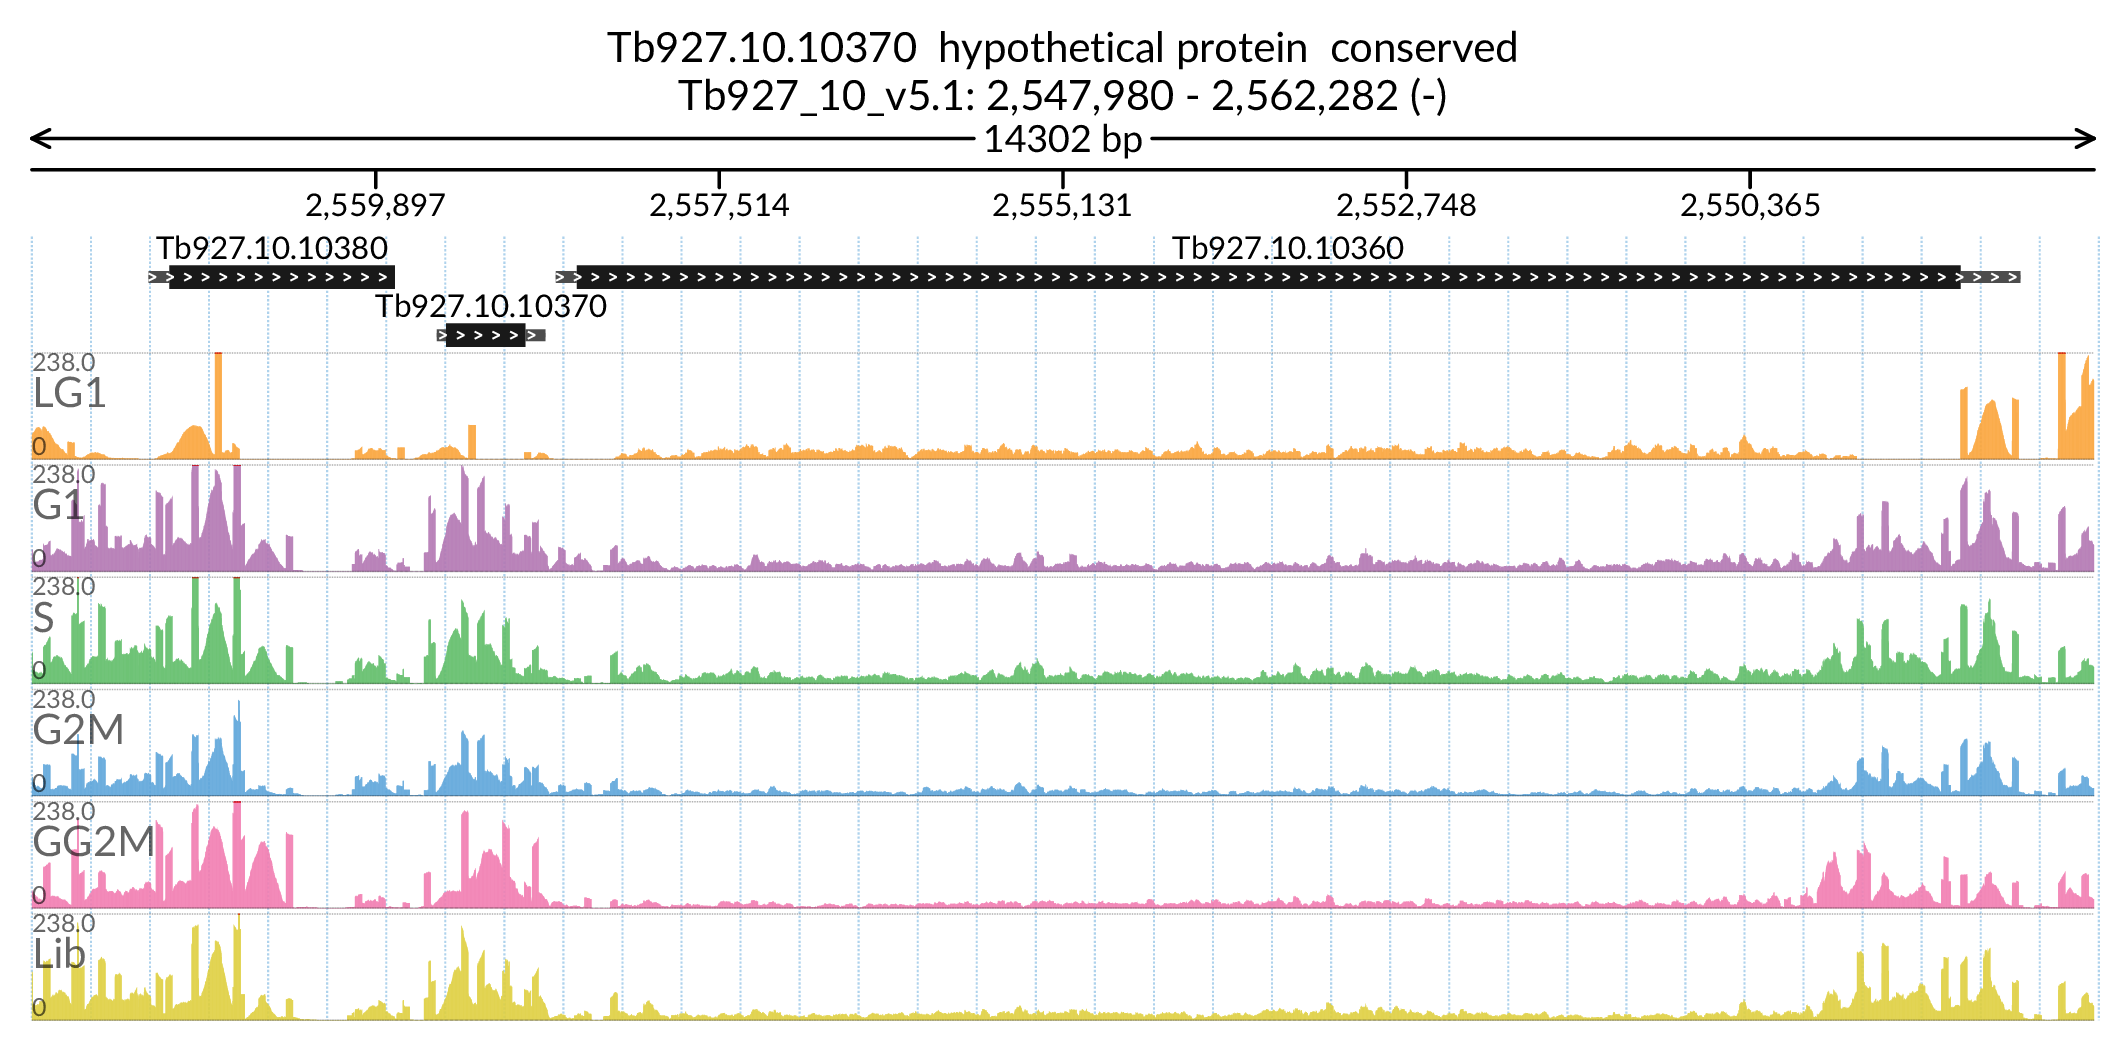 Tb927.10.10370 hypothetical protein conserved
Tb927_10_v5.1: 2,547,980 - 2,562,282 (-)
14302 bp
2,559,897 2,557,514 2,555,131 2,552,748 2,550,365
Tb927.10.10380 Tb927.10.10360
Tb927.10.10370
238.0
LG1
0
238.0
G1
0
238.0
S
0
238.0
G2M
0
238.0
GG2M
0
238.0
Lib
0